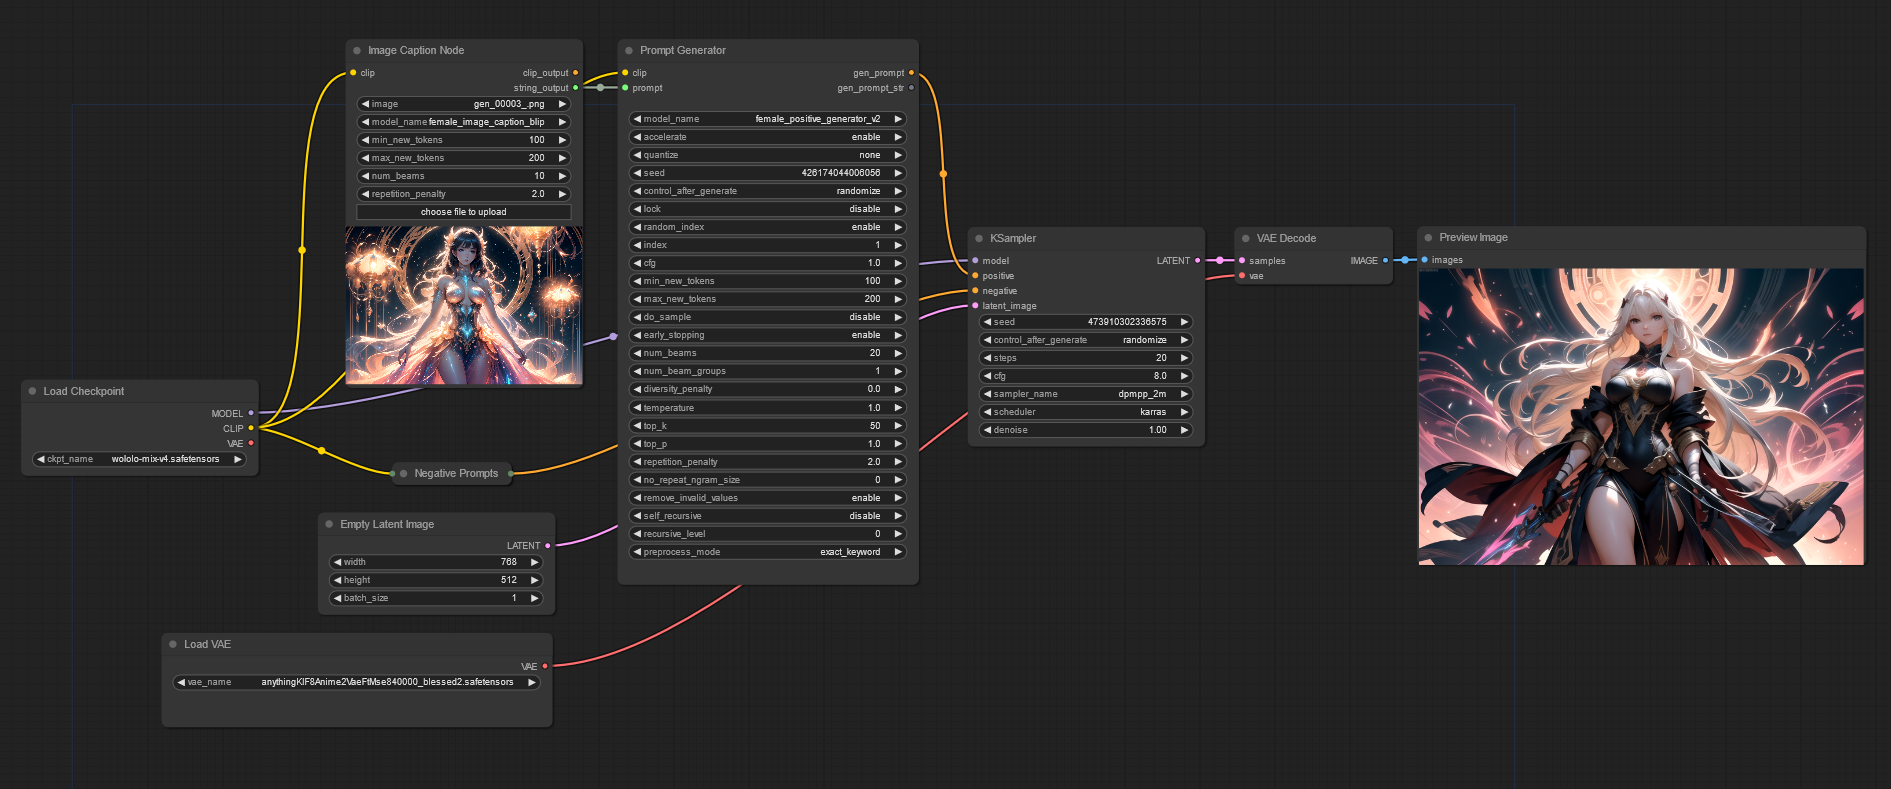 Image Caption Node
clip clip_output
string_output
image gen_00003_.png
model_name female_image_caption_blip
min_new_tokens 100
max_new_tokens 200
num_beams 10
repetition_penalty 2.0
choose file to upload
Prompt Generator
clip gen_prompt
prompt gen_prompt_str
model_name female_positive_generator_v2
accelerate enable
quantize none
seed 426174044006056
control_after_generate randomize
lock disable
random_index enable
index 1
cfg 1.0
min_new_tokens 100
max_new_tokens 200
do_sample disable
early_stopping enable
num_beams 20
num_beam_groups 1
diversity_penalty 0.0
temperature 1.0
top_k 50
top_p 1.0
repetition_penalty 2.0
no_repeat_ngram_size 0
remove_invalid_values enable
self_recursive disable
recursive_level 0
preprocess_mode exact_keyword
KSampler
model LATENT
positive
negative
latent_image
seed 473910302336575
control_after_generate randomize
steps 20
cfg 8.0
sampler_name dpmpp_2m
scheduler karras
denoise 1.00
VAE Decode
samples IMAGE
vae
Preview Image
images
Load Checkpoint
MODEL
CLIP
VAE
ckpt_name wololo-mix-v4.safetensors
Negative Prompts
Empty Latent Image
LATENT
width 768
height 512
batch_size 1
Load VAE
VAE
vae_name anythingKlF8Anime2VaeFtMse840000_blessed2.safetensors